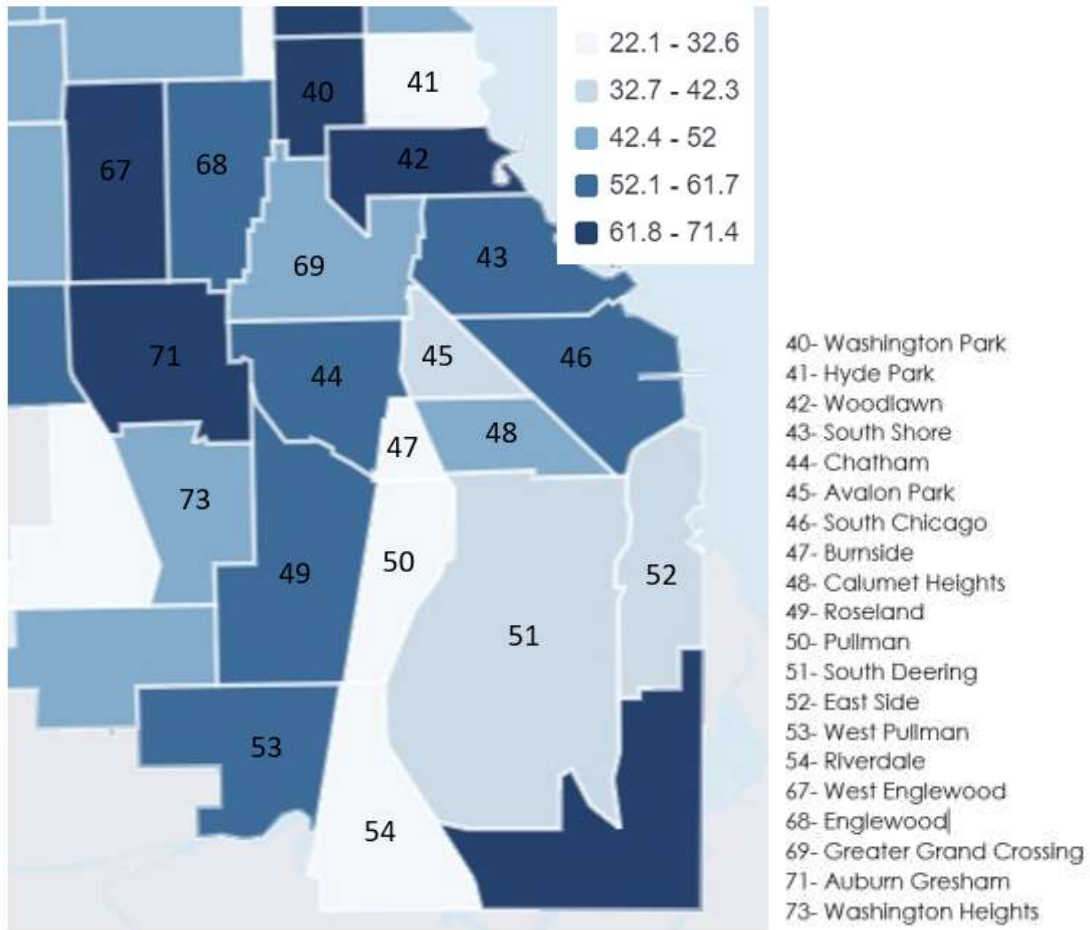 22.1 - 32.6
32.7 - 42.3
42.4 - 52
52.1 - 61.7
61.8 - 71.4
40
41
42
67
68
69
43
71
44
45
46
47
48
73
49
50
51
52
53
54
40- Washington Park
41- Hyde Park
42- Woodlawn
43- South Shore
44- Chatham
45- Avalon Park
46- South Chicago
47- Burnside
48- Calumet Heights
49- Roseland
50- Pullman
51- South Deering
52- East Side
53- West Pullman
54- Riverdale
67- West Englewood
68- Englewood
69- Greater Grand Crossing
71- Auburn Gresham
73- Washington Heights